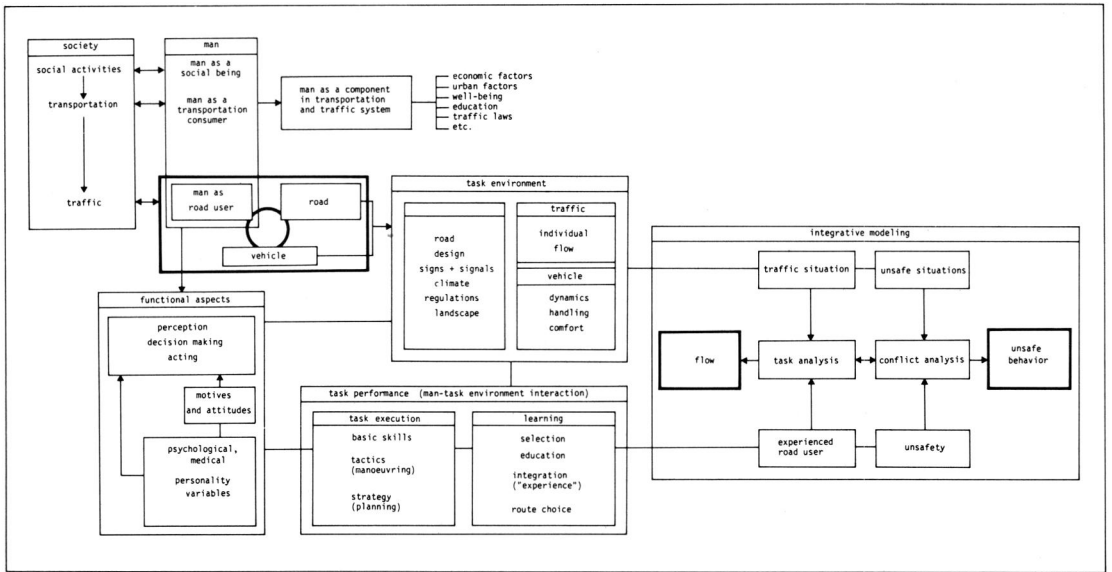 society
social activities
transportation
traffic
man
man as a
social being
man as a
transportation
consumer
man as a component
in transportation
and traffic system
economic factors
urban factors
well-being
education
traffic laws
etc.
man as
road user
road
vehicle
task environment
road
design
signs + signals
climate
regulations
landscape
traffic
individual
flow
vehicle
dynamics
handling
comfort
functional aspects
perception
decision making
acting
motives
and attitudes
psychological,
medical
personality
variables
task performance (man-task environment interaction)
task execution
basic skills
tactics
(manoeuvring)
strategy
(planning)
learning
selection
education
integration
("experience")
route choice
integrative modeling
traffic situation
unsafe situations
flow
task analysis
conflict analysis
unsafe
behavior
experienced
road user
unsafety